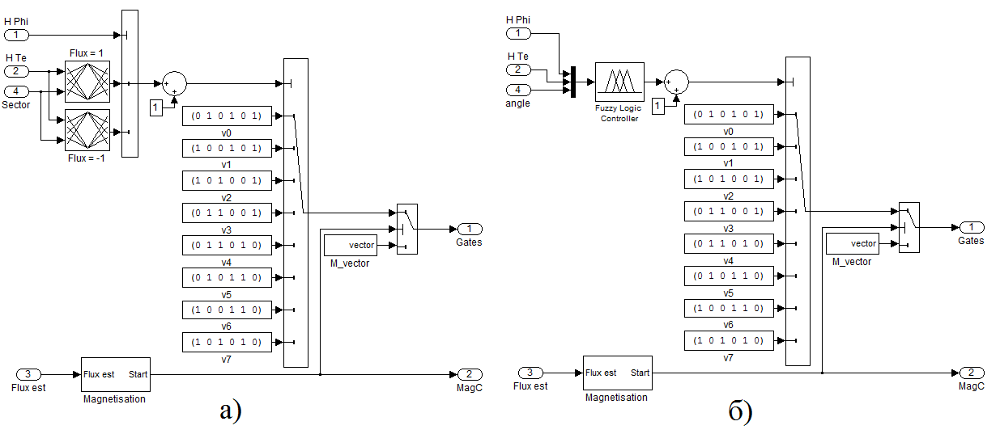 H Phi
1
H Te
2
4
Sector
Flux = 1
Flux = -1
+
+
1
(0 1 0 1 0 1)
v0
(1 0 0 1 0 1)
v1
(1 0 1 0 0 1)
v2
(0 1 1 0 0 1)
v3
(0 1 1 0 1 0)
v4
(0 1 0 1 1 0)
v5
(1 0 0 1 1 0)
v6
(1 0 1 0 1 0)
v7
vector
M_vector
1
Gates
3
Flux est
Flux est Start
Magnetisation
2
MagC
а)
H Phi
1
H Te
2
4
angle
Fuzzy Logic
Controller
+
+
1
(0 1 0 1 0 1)
v0
(1 0 0 1 0 1)
v1
(1 0 1 0 0 1)
v2
(0 1 1 0 0 1)
v3
(0 1 1 0 1 0)
v4
(0 1 0 1 1 0)
v5
(1 0 0 1 1 0)
v6
(1 0 1 0 1 0)
v7
vector
M_vector
1
Gates
3
Flux est
Flux est Start
Magnetisation
2
MagC
б)